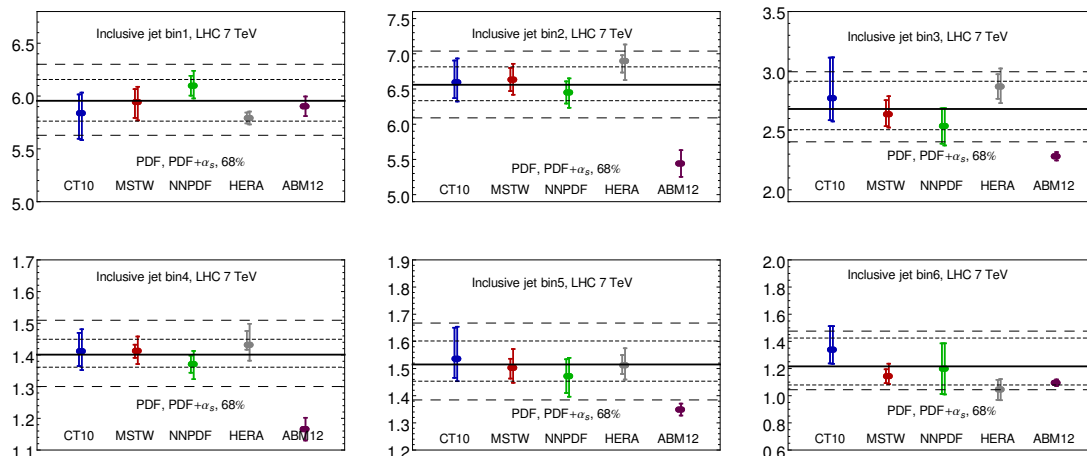 Inclusive jet bin1, LHC 7 TeV
6.5
6.0
5.5
5.0
PDF, PDF+αs, 68%
CT10 MSTW NNPDF HERA ABM12
Inclusive jet bin2, LHC 7 TeV
7.5
7.0
6.5
6.0
5.5
5.0
PDF, PDF+αs, 68%
CT10 MSTW NNPDF HERA ABM12
Inclusive jet bin3, LHC 7 TeV
3.5
3.0
2.5
2.0
PDF, PDF+αs, 68%
CT10 MSTW NNPDF HERA ABM12
Inclusive jet bin4, LHC 7 TeV
1.7
1.6
1.5
1.4
1.3
1.2
1.1
PDF, PDF+αs, 68%
CT10 MSTW NNPDF HERA ABM12
Inclusive jet bin5, LHC 7 TeV
1.9
1.8
1.7
1.6
1.5
1.4
1.3
1.2
PDF, PDF+αs, 68%
CT10 MSTW NNPDF HERA ABM12
Inclusive jet bin6, LHC 7 TeV
2.0
1.8
1.6
1.4
1.2
1.0
0.8
0.6
PDF, PDF+αs, 68%
CT10 MSTW NNPDF HERA ABM12